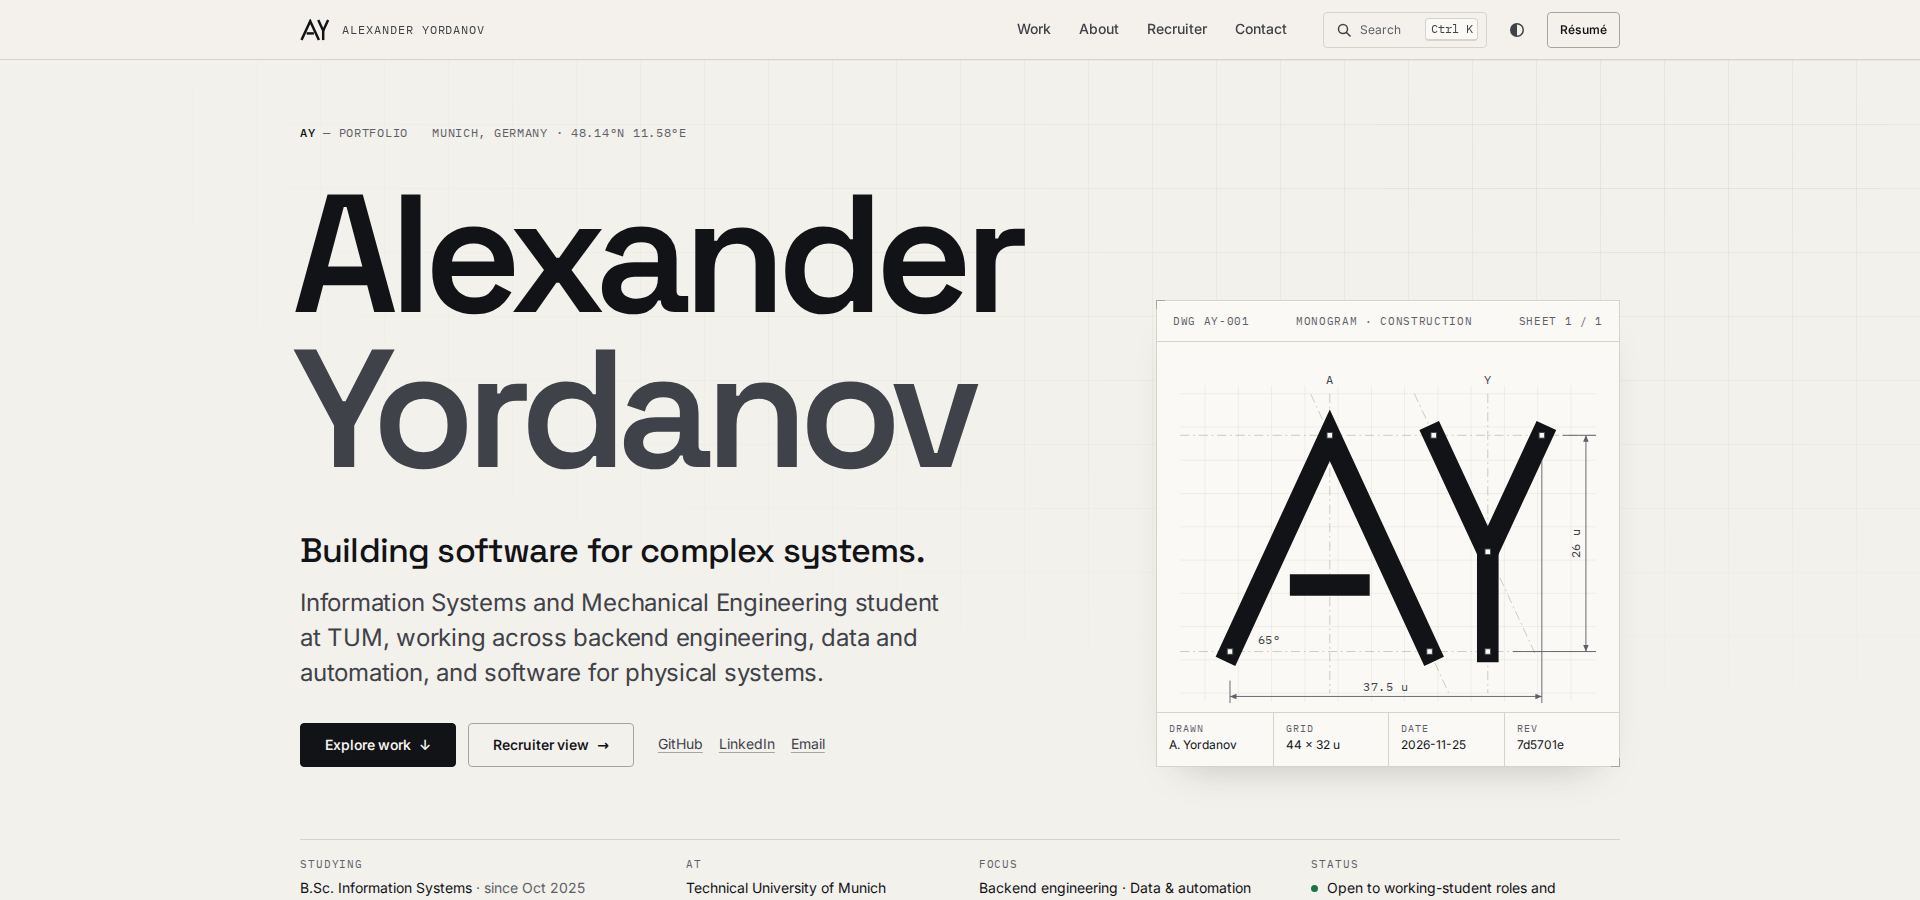 AY ALEXANDER YORDANOV
Work About Recruiter Contact Search Ctrl K Résumé
AY — PORTFOLIO MUNICH, GERMANY · 48.14°N 11.58°E
Alexander
Yordanov
Building software for complex systems.
Information Systems and Mechanical Engineering student
at TUM, working across backend engineering, data and
automation, and software for physical systems.
Explore work ↓ Recruiter view → GitHub LinkedIn Email
DWG AY-001 MONOGRAM · CONSTRUCTION SHEET 1 / 1
A Y
AY
26 u
65°
37.5 u
DRAWN GRID DATE REV
A. Yordanov 44 × 32 u 2026-11-25 7d5701e
STUDYING AT FOCUS STATUS
B.Sc. Information Systems · since Oct 2025 Technical University of Munich Backend engineering · Data & automation Open to working-student roles and